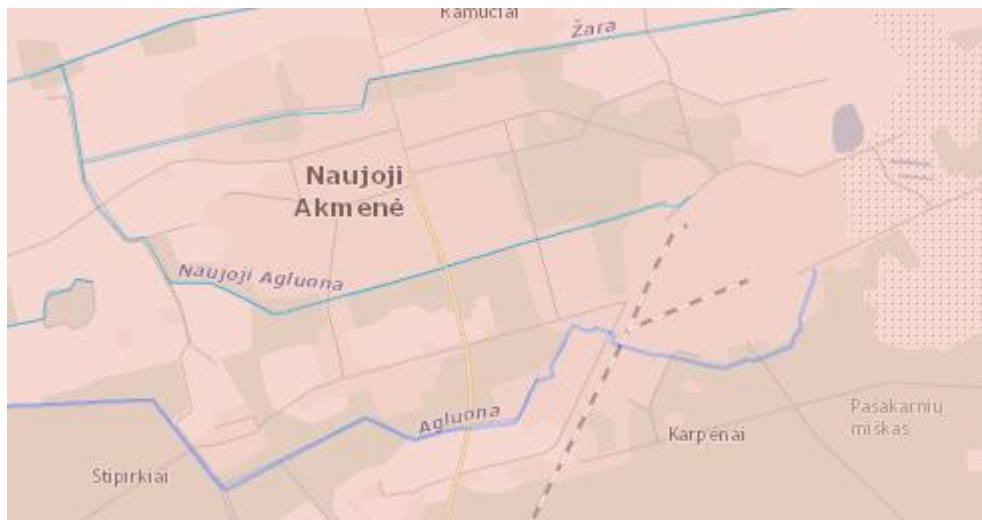 Ramučiai
Žara
Naujoji
Akmenė
Naujoji Agluona
Agluona
Pasakarnių
miškas
Karpėnai
Stipirkiai